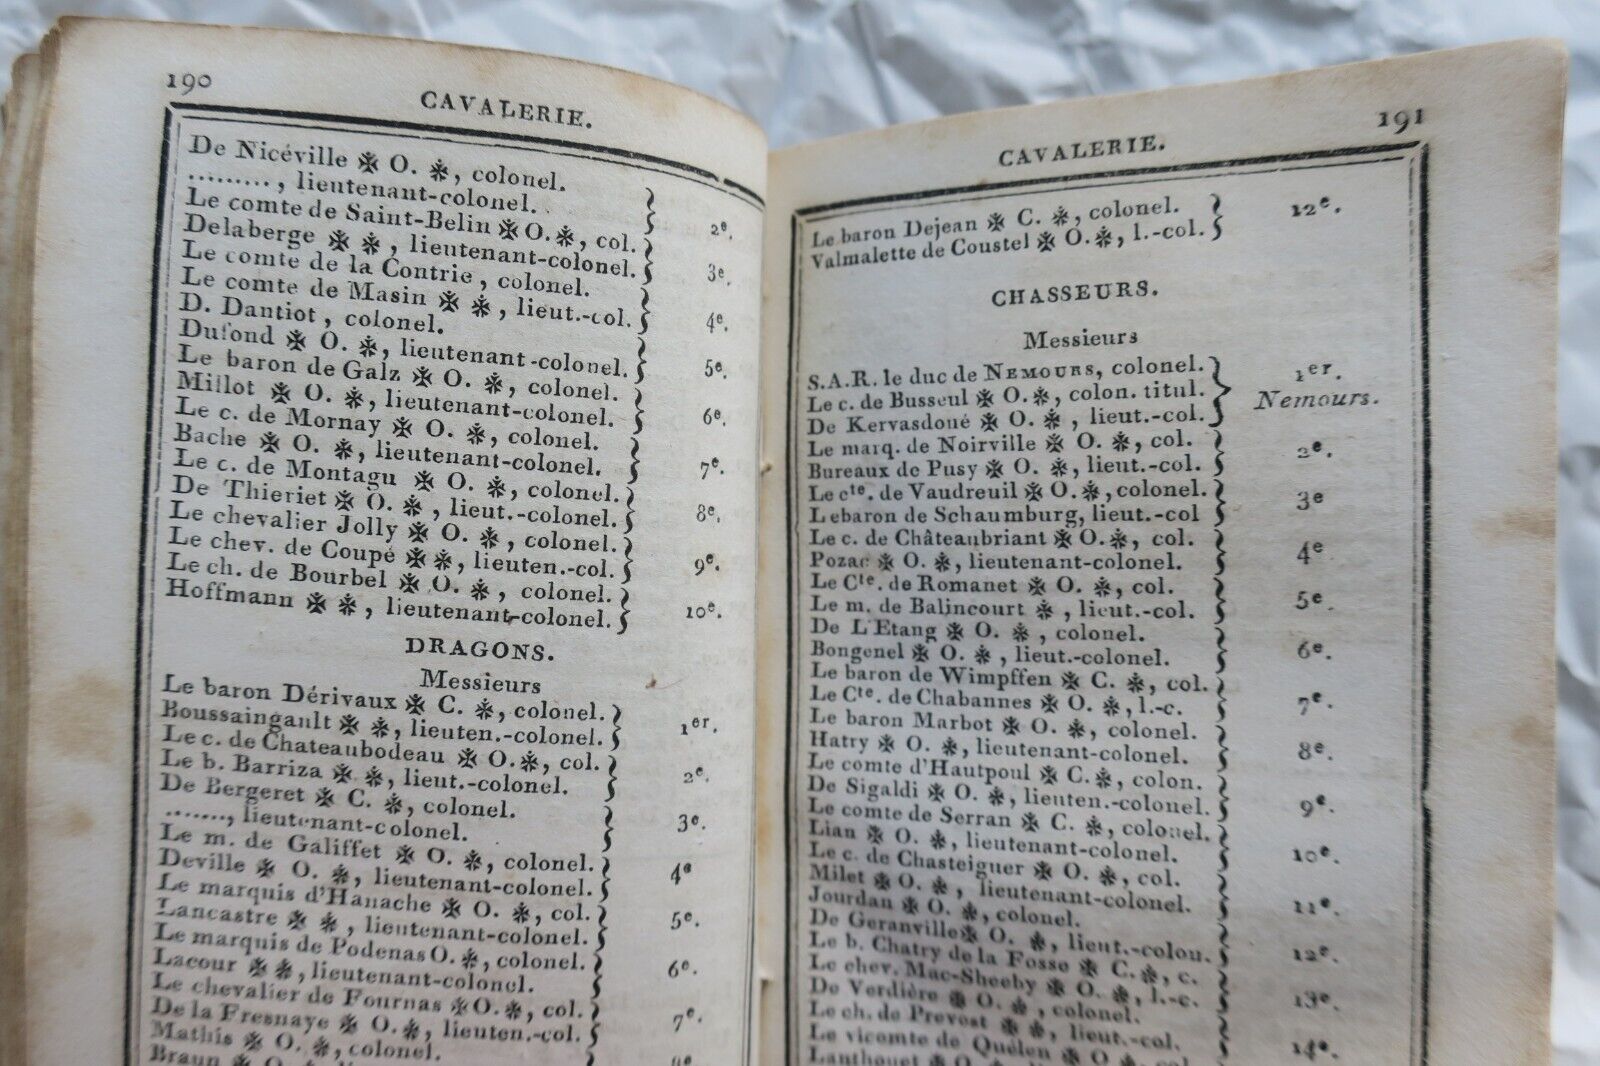 190
CAVALERIE.
De Nicéville ✠ O. ✻, colonel.
........., lieutenant-colonel.
2e.
Le comte de Saint-Belin ✠ O. ✻, col.
Delaberge ✠ ✻, lieutenant-colonel.
3e.
Le comte de la Contrie, colonel.
Le comte de Masin ✠ ✻, lieut.-col.
4e.
D. Dantiot, colonel.
Dufond ✠ O. ✻, lieutenant-colonel.
5e.
Le baron de Galz ✠ O. ✻, colonel.
Millot ✠ O. ✻, lieutenant-colonel.
6e.
Le c. de Mornay ✠ O. ✻, colonel.
Bache ✠ O. ✻, lieutenant-colonel.
7e.
Le c. de Montagu ✠ O. ✻, colonel.
De Thieriet ✠ O. ✻, lieut.-colonel.
8e.
Le chevalier Jolly ✠ O. ✻, colonel.
Le chev. de Coupé ✠ ✻, lieuten.-col.
9e.
Le ch. de Bourbel ✠ O. ✻, colonel.
Hoffmann ✠ ✻, lieutenant-colonel.
10e.
DRAGONS.
Messieurs
Le baron Dérivaux ✠ C. ✻, colonel.
Boussaingault ✠ ✻, lieuten.-colonel.
1er.
Le c. de Chateaubodeau ✠ O. ✻, col.
Le b. Barriza ✠ ✻, lieut.-colonel.
2e.
De Bergeret ✠ C. ✻, colonel.
......., lieutenant-colonel.
3e.
Le m. de Galiffet ✠ O. ✻, colonel.
Deville ✠ O. ✻, lieutenant-colonel.
4e
Le marquis d'Hanache ✠ O. ✻, col.
Lancastre ✠ ✻, lieutenant-colonel.
5e.
Le marquis de Podenas O. ✻, colonel.
Lacour ✠ ✻, lieutenant-colonel.
6e.
Le chevalier de Fournas ✠ O. ✻, col.
De la Fresnaye ✠ O. ✻, lieuten.-col.
7e.
Mathis ✠ O. ✻, colonel.
Braun ✠ O. ✻
191
CAVALERIE.
Le baron Dejean ✠ C. ✻, colonel.
Valmalette de Coustel ✠ O. ✻, l.-col.
12e.
CHASSEURS.
Messieurs
S.A.R. le duc de NEMOURS, colonel.
Le c. de Busseul ✠ O. ✻, colon. titul.
De Kervasdoué ✠ O. ✻, lieut.-col.
1er.
Nemours.
Le marq. de Noirville ✠ O. ✻, col.
Bureaux de Pusy ✠ O. ✻, lieut.-col.
2e.
Le cte. de Vaudreuil ✠ O. ✻, colonel.
Lebaron de Schaumburg, lieut.-col
3e
Le c. de Châteaubriant ✠ O. ✻, col.
Pozac ✠ O. ✻, lieutenant-colonel.
4e
Le Cte. de Romanet ✠ O. ✻, col.
Le m. de Balincourt ✻, lieut.-col.
5e
De L'Etang ✠ O. ✻, colonel.
Bongenel ✠ O. ✻, lieut.-colonel.
6e.
Le baron de Wimpffen ✠ C. ✻, col.
Le Cte. de Chabannes ✠ O. ✻, l.-c.
7e.
Le baron Marbot ✠ O. ✻, colonel.
Hatry ✠ O. ✻, lieutenant-colonel.
8e.
Le comte d'Hautpoul ✠ C. ✻, colon.
De Sigaldi ✠ O. ✻, lieuten.-colonel.
9e.
Le comte de Serran ✠ C. ✻, colonel.
Lian ✠ O. ✻, lieutenant-colonel.
10e.
Le c. de Chasteiguer ✠ O. ✻, col.
Milet ✠ O. ✻, lieutenant-colonel.
11e.
Jourdan ✠ O. ✻, colonel.
De Geranville ✠ O. ✻, lieut.-colon.
12e.
Le b. Chatry de la Fosse ✠ C. ✻, c.
Le chev. Mac-Sheehy ✠ O. ✻, l.-c.
13e.
De Verdière ✠ O. ✻, colonel.
Le ch. de Prevost ✠ ✻, lieut.-col.
14e.
Le vicomte de Quélen ✠ O. ✻, col.
Lanthouet ✠ O. ✻